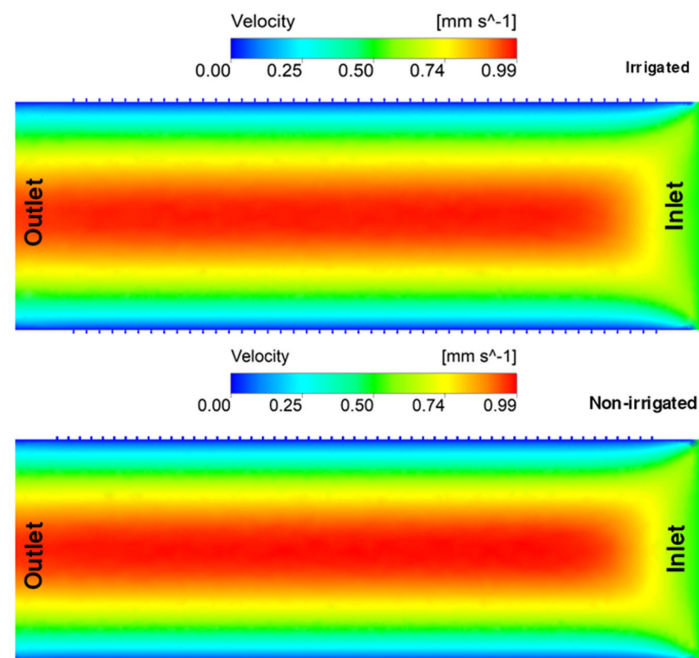 Velocity [mm s^-1]
0.00 0.25 0.50 0.74 0.99
Irrigated
Outlet
Inlet
Velocity [mm s^-1]
0.00 0.25 0.50 0.74 0.99
Non-irrigated
Outlet
Inlet